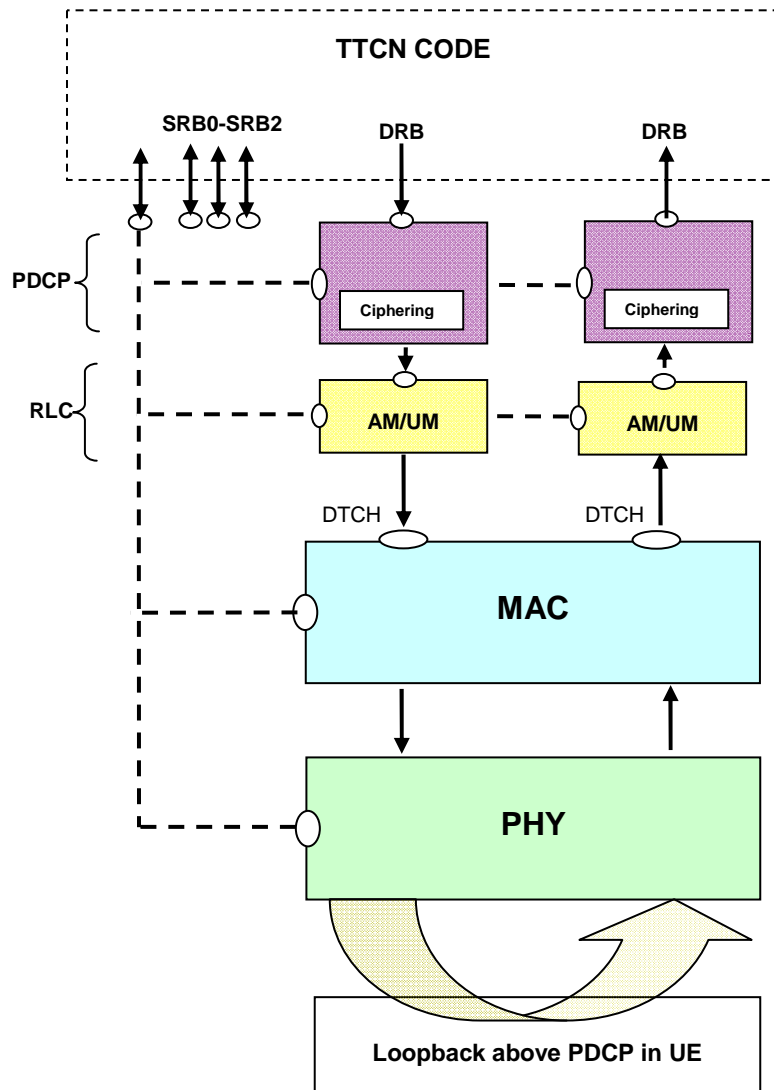 TTCN CODE
SRB0-SRB2
DRB
DRB
PDCP
Ciphering
Ciphering
RLC
AM/UM
AM/UM
DTCH
DTCH
MAC
PHY
Loopback above PDCP in UE